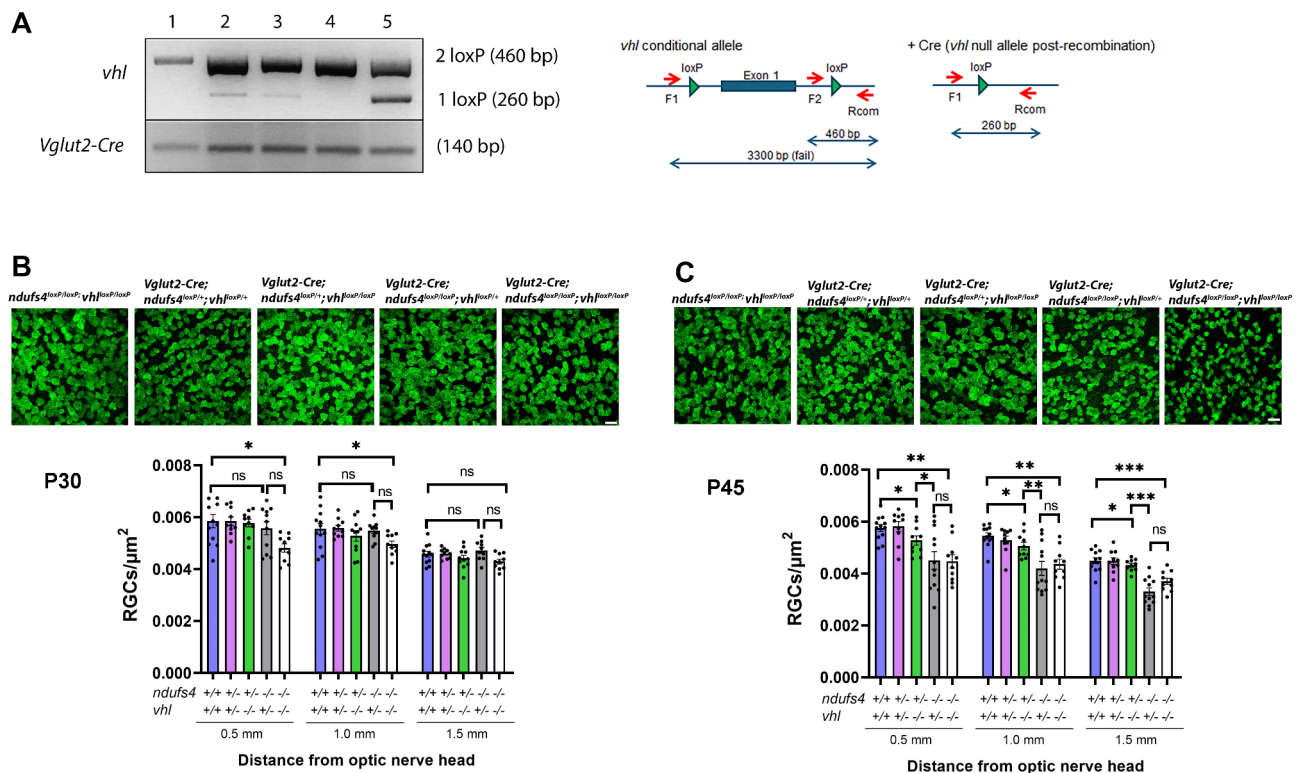 A
1 2 3 4 5
vhl
2 loxP (460 bp)
1 loxP (260 bp)
Vglut2-Cre
(140 bp)
vhl conditional allele
loxP
Exon 1
loxP
F1
F2
Rcom
460 bp
3300 bp (fail)
+ Cre (vhl null allele post-recombination)
loxP
F1
Rcom
260 bp
B
ndufs4loxP/loxP; vhlloxP/loxP
Vglut2-Cre;
ndufs4loxP/+; vhlloxP/+
Vglut2-Cre;
ndufs4loxP/+; vhlloxP/loxP
Vglut2-Cre;
ndufs4loxP/loxP; vhlloxP/+
Vglut2-Cre;
ndufs4loxP/loxP; vhlloxP/loxP
P30
RGCs/µm2
0.008
0.006
0.004
0.002
0.000
*
ns
ns
*
ns
ns
ns
ns
ns
ndufs4 +/+ +/- +/- -/- -/- +/+ +/- +/- -/- -/- +/+ +/- +/- -/- -/-
vhl +/+ +/- -/- +/- -/- +/+ +/- -/- +/- -/- +/+ +/- -/- +/- -/-
0.5 mm 1.0 mm 1.5 mm
Distance from optic nerve head
C
ndufs4loxP/loxP; vhlloxP/loxP
Vglut2-Cre;
ndufs4loxP/+; vhlloxP/+
Vglut2-Cre;
ndufs4loxP/+; vhlloxP/loxP
Vglut2-Cre;
ndufs4loxP/loxP; vhlloxP/+
Vglut2-Cre;
ndufs4loxP/loxP; vhlloxP/loxP
P45
RGCs/µm2
0.008
0.006
0.004
0.002
0.000
**
*
*
ns
**
*
**
ns
***
*
***
ns
ndufs4 +/+ +/- +/- -/- -/- +/+ +/- +/- -/- -/- +/+ +/- +/- -/- -/-
vhl +/+ +/- -/- +/- -/- +/+ +/- -/- +/- -/- +/+ +/- -/- +/- -/-
0.5 mm 1.0 mm 1.5 mm
Distance from optic nerve head